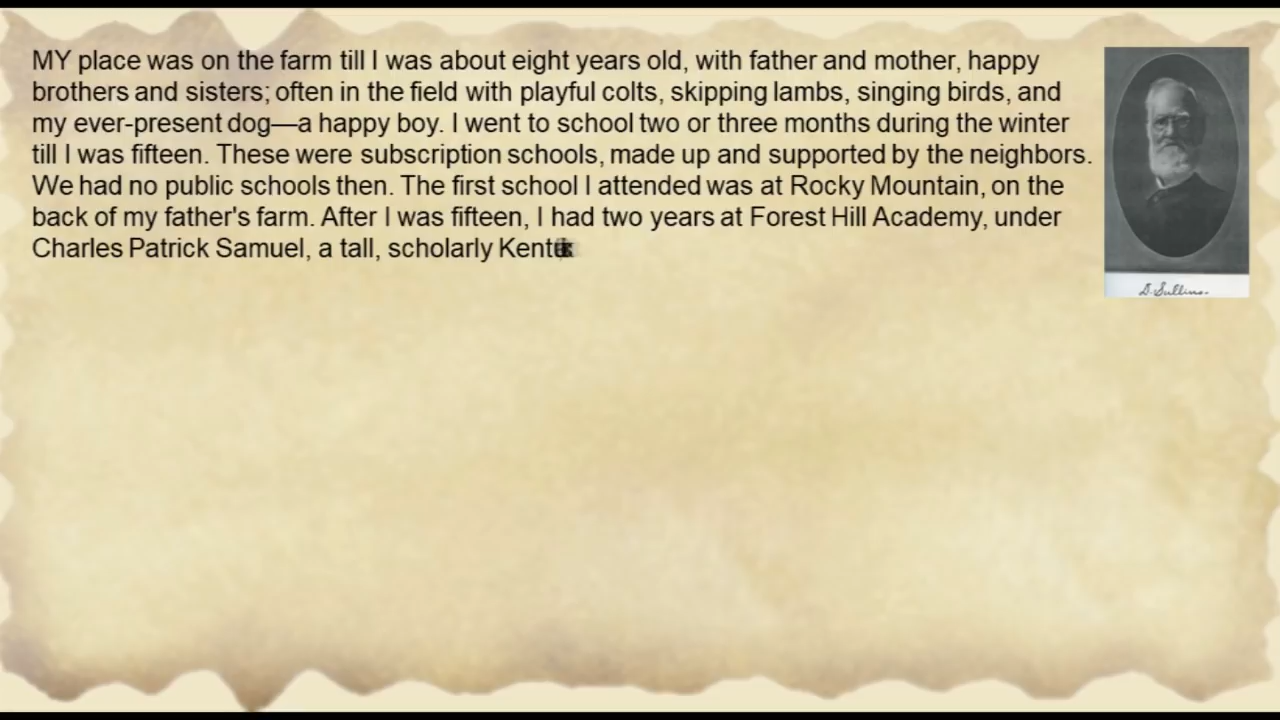 MY place was on the farm till I was about eight years old, with father and mother, happy
brothers and sisters; often in the field with playful colts, skipping lambs, singing birds, and
my ever-present dog—a happy boy. I went to school two or three months during the winter
till I was fifteen. These were subscription schools, made up and supported by the neighbors.
We had no public schools then. The first school I attended was at Rocky Mountain, on the
back of my father's farm. After I was fifteen, I had two years at Forest Hill Academy, under
Charles Patrick Samuel, a tall, scholarly
D. Sullins.